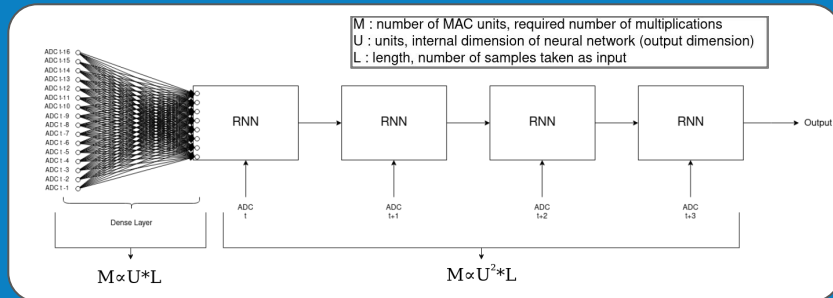 M : number of MAC units, required number of multiplications
U : units, internal dimension of neural network (output dimension)
L : length, number of samples taken as input
ADC t-16
ADC t-15
ADC t-14
ADC t-13
ADC t-12
ADC t-11
ADC t-10
ADC t -9
ADC t -8
ADC t -7
ADC t -6
ADC t -5
ADC t -4
ADC t -3
ADC t -2
ADC t -1
RNN
RNN
RNN
RNN
Output
Dense Layer
ADC
t
ADC
t+1
ADC
t+2
ADC
t+3
M∝U*L
M∝U²*L